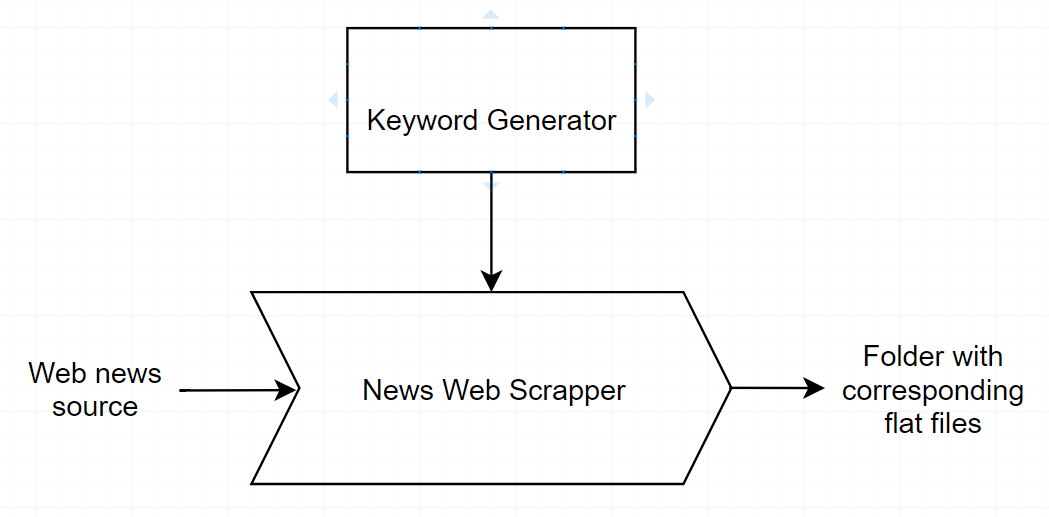 Keyword Generator
Web news
source
News Web Scrapper
Folder with
corresponding
flat files